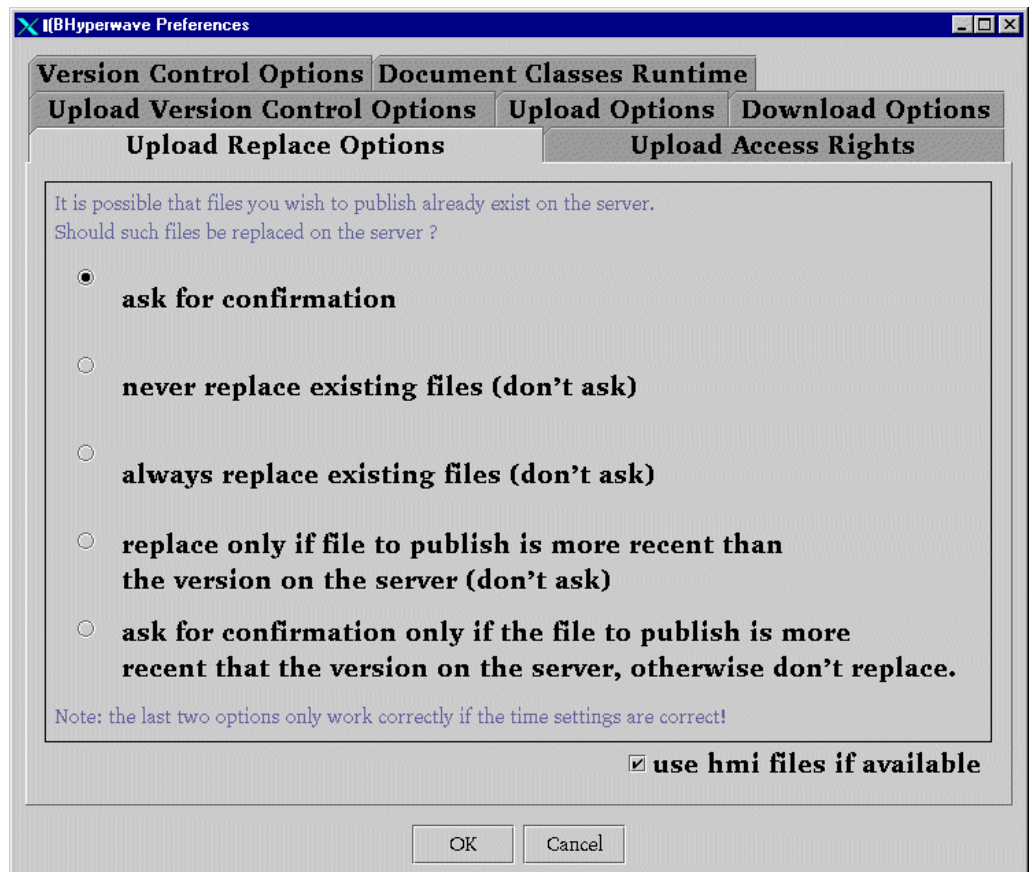 I(BHyperwave Preferences
Version Control Options Document Classes Runtime
Upload Version Control Options Upload Options Download Options
Upload Replace Options Upload Access Rights
It is possible that files you wish to publish already exist on the server.
Should such files be replaced on the server ?
ask for confirmation
never replace existing files (don't ask)
always replace existing files (don't ask)
replace only if file to publish is more recent than
the version on the server (don't ask)
ask for confirmation only if the file to publish is more
recent that the version on the server, otherwise don't replace.
Note: the last two options only work correctly if the time settings are correct!
use hmi files if available
OK Cancel